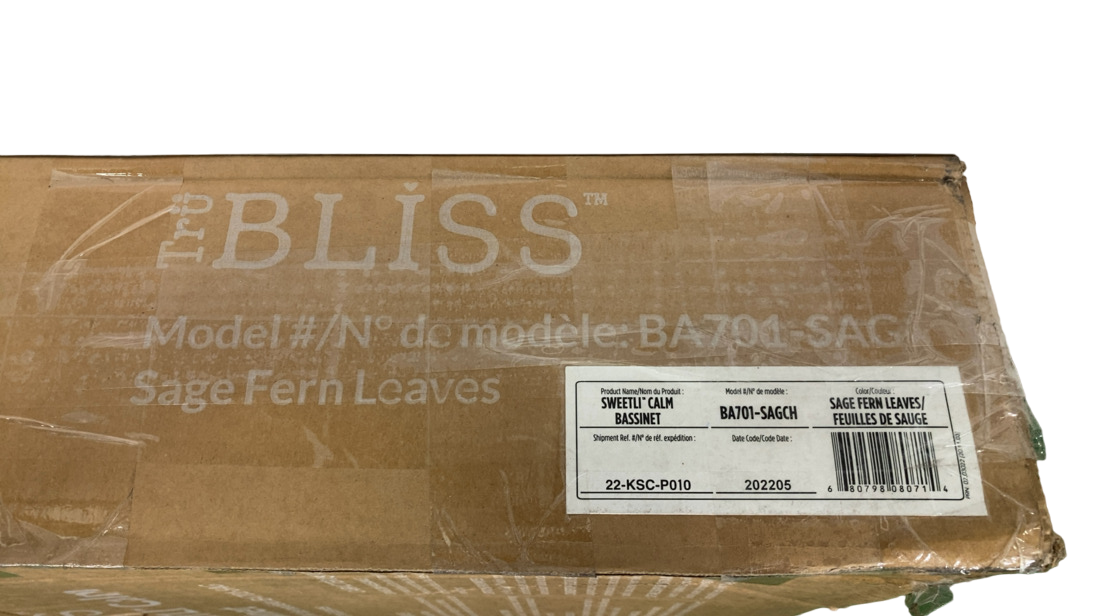 Trü BLiSS™
Model #/N° de modèle: BA701-SAG
Sage Fern Leaves
Product Name/Nom du Produit :
SWEETLI™ CALM
BASSINET
Model #/N° de modèle :
BA701-SAGCH
Color/Couleur :
SAGE FERN LEAVES/
FEUILLES DE SAUGE
Shipment Ref. #/N° de réf. expédition :
22-KSC-P010
Date Code/Code Date :
202205
6 80798 08071 4